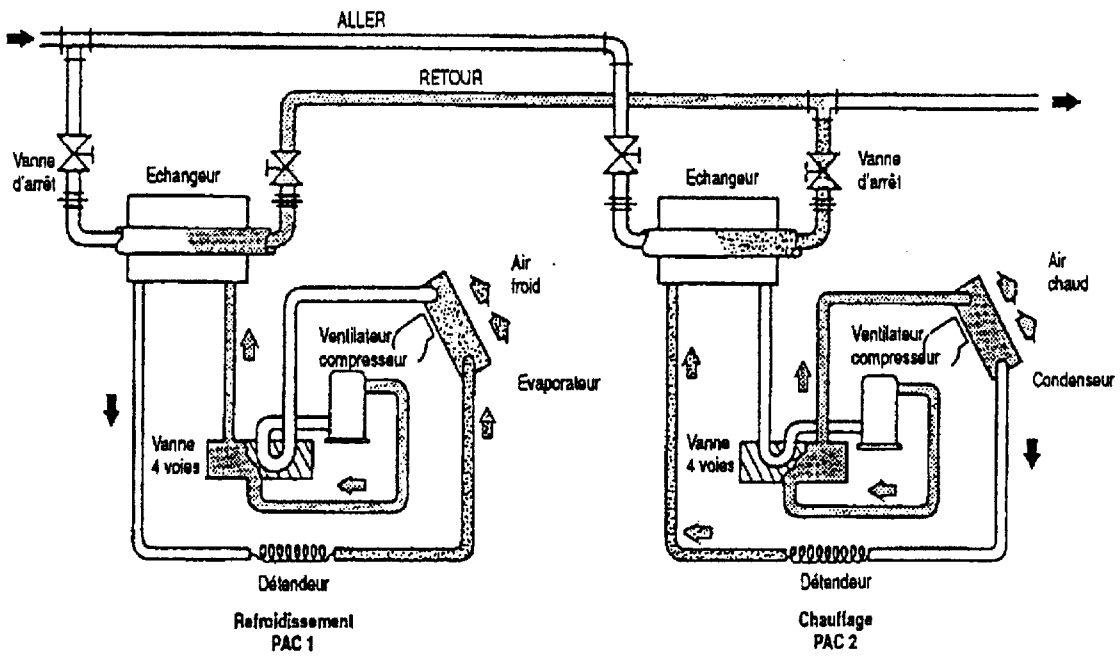 ALLER
RETOUR
Vanne
d'arrêt
Echangeur
Echangeur
Vanne
d'arrêt
Air
froid
Air
chaud
Ventilateur
compresseur
Ventilateur
compresseur
Evaporateur
Condenseur
Vanne
4 voies
Vanne
4 voies
Détendeur
Détendeur
Refroidissement
PAC 1
Chauffage
PAC 2